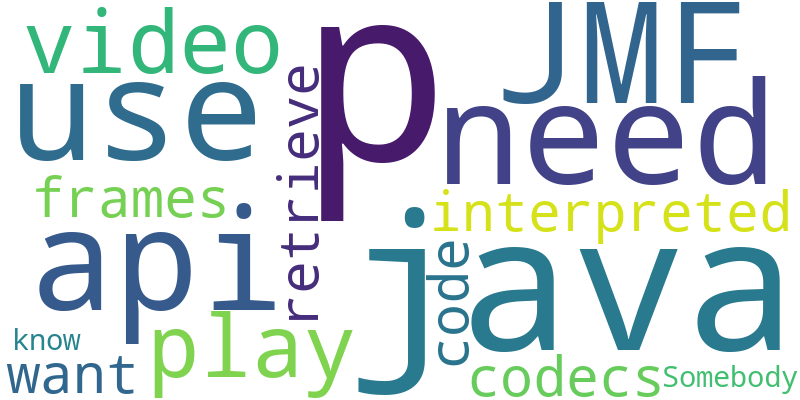 video
JMF
p
use
need
retrieve
frames
interpreted
api
java
code
play
know
want
codecs
Somebody